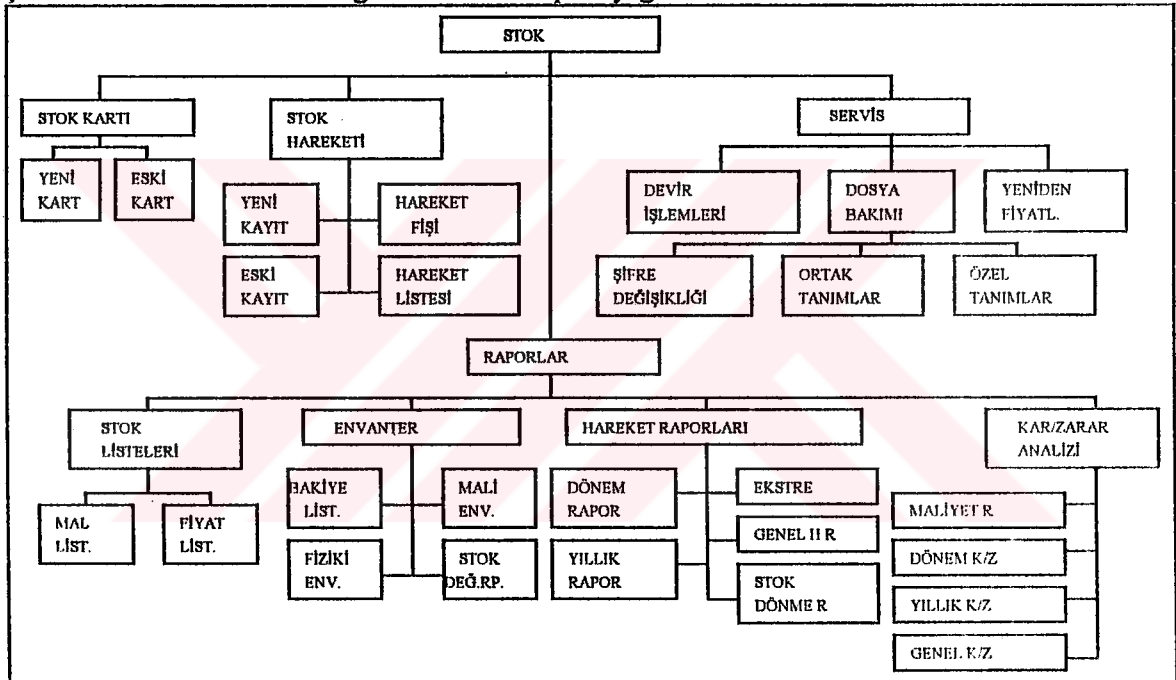 STOK
STOK KARTI
STOK
HAREKETİ
SERVİS
YENİ
KART
ESKİ
KART
YENİ
KAYIT
HAREKET
FİŞİ
ESKİ
KAYIT
HAREKET
LİSTESİ
DEVİR
İŞLEMLERİ
DOSYA
BAKIMI
YENİDEN
FİYATL.
ŞİFRE
DEĞİŞİKLİĞİ
ORTAK
TANIMLAR
ÖZEL
TANIMLAR
RAPORLAR
STOK
LİSTELERİ
ENVANTER
HAREKET RAPORLARI
KAR/ZARAR
ANALİZİ
MAL
LİST.
FİYAT
LİST.
BAKİYE
LİST.
MALİ
ENV.
FİZİKİ
ENV.
STOK
DEĞ.RP.
DÖNEM
RAPOR
YILLIK
RAPOR
EKSTRE
GENEL H R
STOK
DÖNME R
MALİYET R
DÖNEM K/Z
YILLIK K/Z
GENEL K/Z